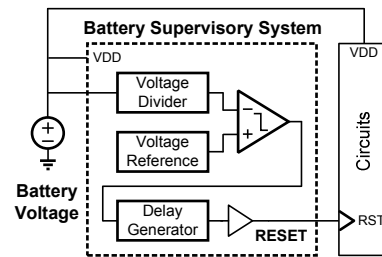 Battery Supervisory System
VDD
VDD
Voltage
Divider
Voltage
Reference
Circuits
Battery
Voltage
Delay
Generator
RESET
RST